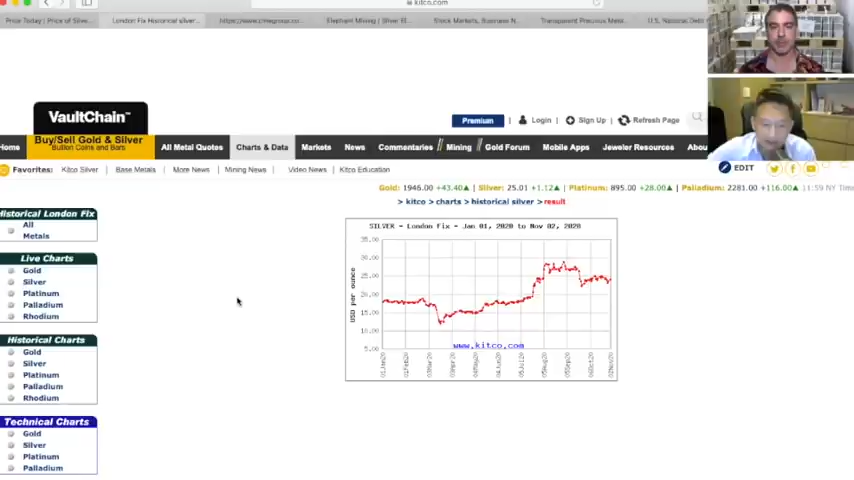 kitco.com
Price Today | Price of Silve...
London Fix Historical silver...
https://www.cmegroup.co...
Elephant Mining | Silver El...
Stock Markets, Business N...
Transparent Precious Meta...
U.S. National Debt
VaultChain™
Buy/Sell Gold & Silver
Bullion Coins and Bars
Premium
Login
Sign Up
Refresh Page
Home
All Metal Quotes
Charts & Data
Markets
News
Commentaries
Mining
Gold Forum
Mobile Apps
Jeweler Resources
Abou
Favorites:
Kitco Silver
Base Metals
More News
Mining News
Video News
Kitco Education
EDIT
Gold: 1946.00 +43.40▲ | Silver: 25.01 +1.12▲ | Platinum: 895.00 +28.00▲ | Palladium: 2281.00 +116.00▲ | 11:59 NY Time
> kitco > charts > historical silver > result
Historical London Fix
All
Metals
Live Charts
Gold
Silver
Platinum
Palladium
Rhodium
Historical Charts
Gold
Silver
Platinum
Palladium
Rhodium
Technical Charts
Gold
Silver
Platinum
Palladium
SILVER - London Fix - Jan 01, 2020 to Nov 02, 2020
USD per ounce
35.00
30.00
25.00
20.00
15.00
10.00
5.00
www.kitco.com